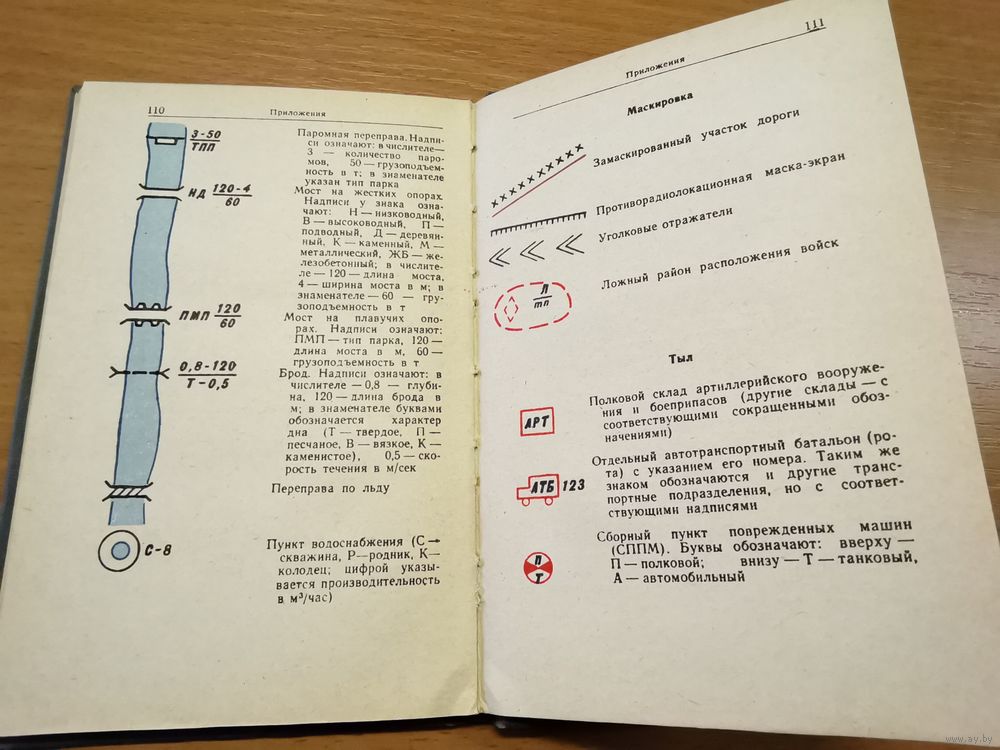 110
Приложения
3-50
ТПП
Паромная переправа. Надпи-
си означают: в числителе—
3 — количество паро-
мов, 50 — грузоподъем-
ность в т; в знаменателе
указан тип парка
НД 120-4
60
Мост на жестких опорах.
Надписи у знака озна-
чают: Н — низководный,
В — высоководный, П —
подводный, Д — деревян-
ный, К — каменный, М —
металлический, ЖБ — же-
лезобетонный; в числите-
ле — 120 — длина моста,
4 — ширина моста в м; в
знаменателе — 60 — гру-
зоподъемность в т
ПМП 120
60
Мост на плавучих опо-
рах. Надписи означают:
ПМП — тип парка, 120 —
длина моста в м, 60 —
грузоподъемность в т
0,8-120
Т-0,5
Брод. Надписи означают: в
числителе — 0,8 — глуби-
на, 120 — длина брода в
м; в знаменателе буквами
обозначается характер
дна (Т — твердое, П —
песчаное, В — вязкое, К —
каменистое), 0,5 — ско-
рость течения в м/сек
Переправа по льду
С-8
Пункт водоснабжения (С —
скважина, Р—родник, К—
колодец; цифрой указы-
вается производительность
в м³/час)
111
Приложения
Маскировка
Замаскированный участок дороги
Противорадиолокационная маска-экран
Уголковые отражатели
Л
тп
Ложный район расположения войск
Тыл
АРТ
Полковой склад артиллерийского вооруже-
ния и боеприпасов (другие склады — с
соответствующими сокращенными обоз-
начениями)
АТБ 123
Отдельный автотранспортный батальон (ро-
та) с указанием его номера. Таким же
знаком обозначаются и другие транс-
портные подразделения, но с соответ-
ствующими надписями
П
Т
Сборный пункт поврежденных машин
(СППМ). Буквы обозначают: вверху —
П — полковой; внизу — Т — танковый,
А — автомобильный
www.ay.by